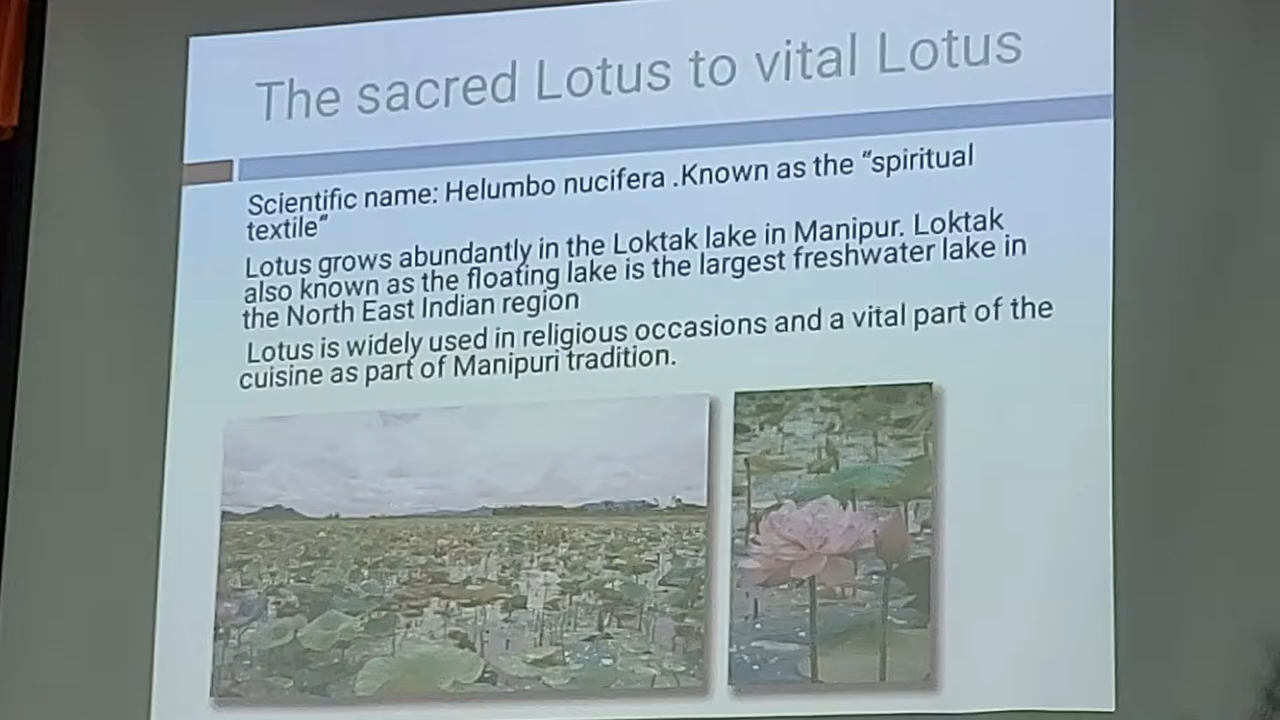 The sacred Lotus to vital Lotus
Scientific name: Helumbo nucifera .Known as the "spiritual
textile"
Lotus grows abundantly in the Loktak lake in Manipur. Loktak
also known as the floating lake is the largest freshwater lake in
the North East Indian region
Lotus is widely used in religious occasions and a vital part of the
cuisine as part of Manipuri tradition.